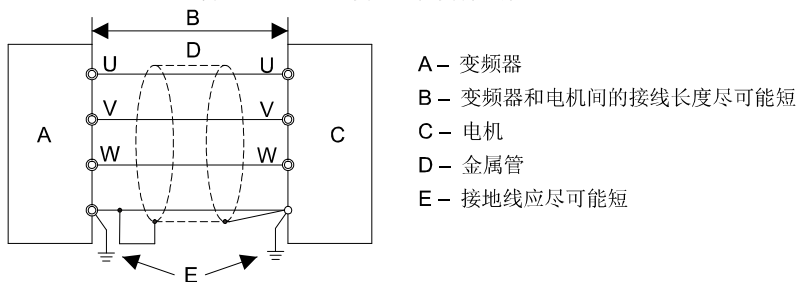 B
D
U U
V V
A C
W W
E
A – 变频器
B – 变频器和电机间的接线长度尽可能短
C – 电机
D – 金属管
E – 接地线应尽可能短